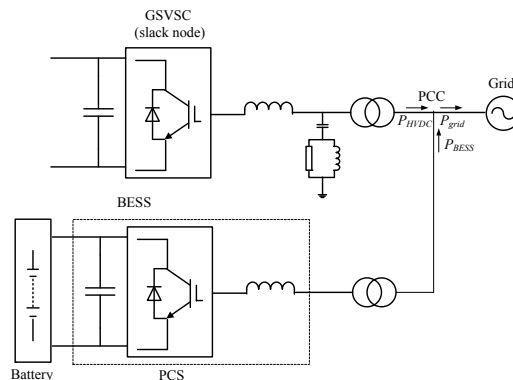 GSVSC
(slack node)
PCC
Grid
P_HVDC
P_grid
P_BESS
BESS
Battery
PCS